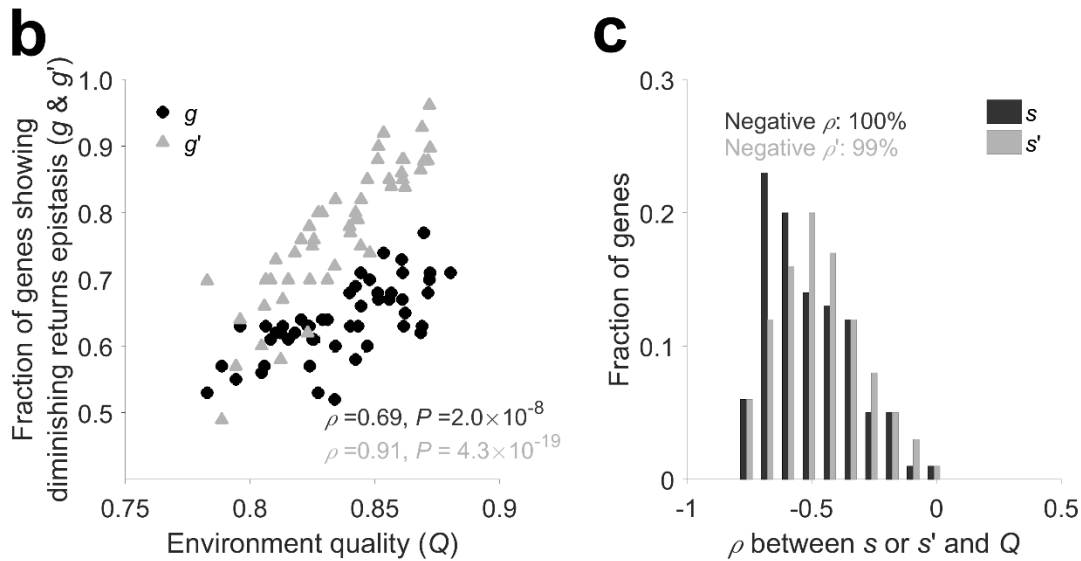 b
Fraction of genes showing
diminishing returns epistasis (g & g')
1.0
0.9
0.8
0.7
0.6
0.5
g
g'
ρ =0.69, P =2.0×10⁻⁸
ρ =0.91, P = 4.3×10⁻¹⁹
0.75
0.8
0.85
0.9
Environment quality (Q)
c
Fraction of genes
0.3
0.2
0.1
0
Negative ρ: 100%
Negative ρ': 99%
s
s'
-1
-0.5
0
0.5
ρ between s or s' and Q